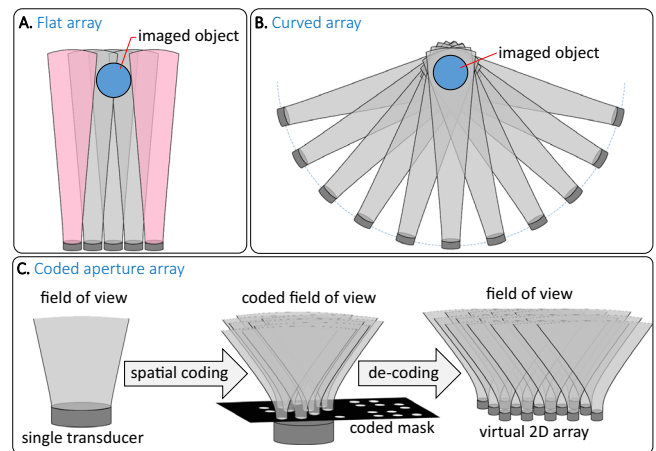 A. Flat array
imaged object
B. Curved array
imaged object
C. Coded aperture array
field of view
coded field of view
field of view
spatial coding
de-coding
single transducer
coded mask
virtual 2D array